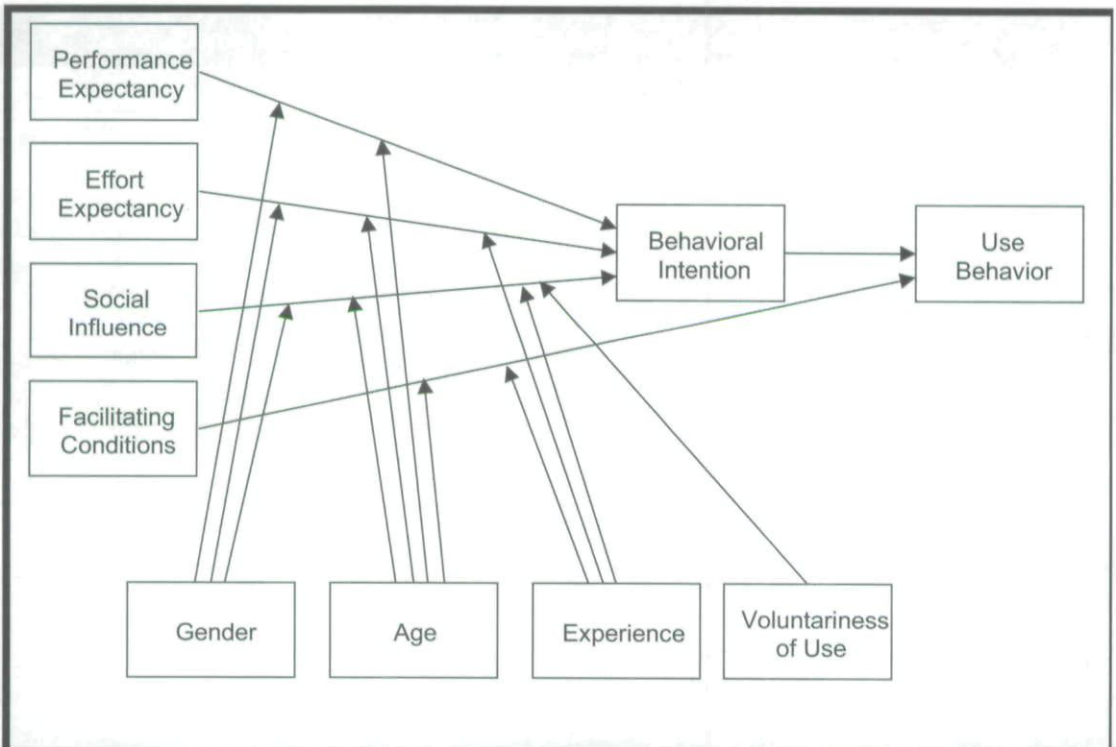 Performance
Expectancy
Effort
Expectancy
Social
Influence
Facilitating
Conditions
Behavioral
Intention
Use
Behavior
Gender
Age
Experience
Voluntariness
of Use